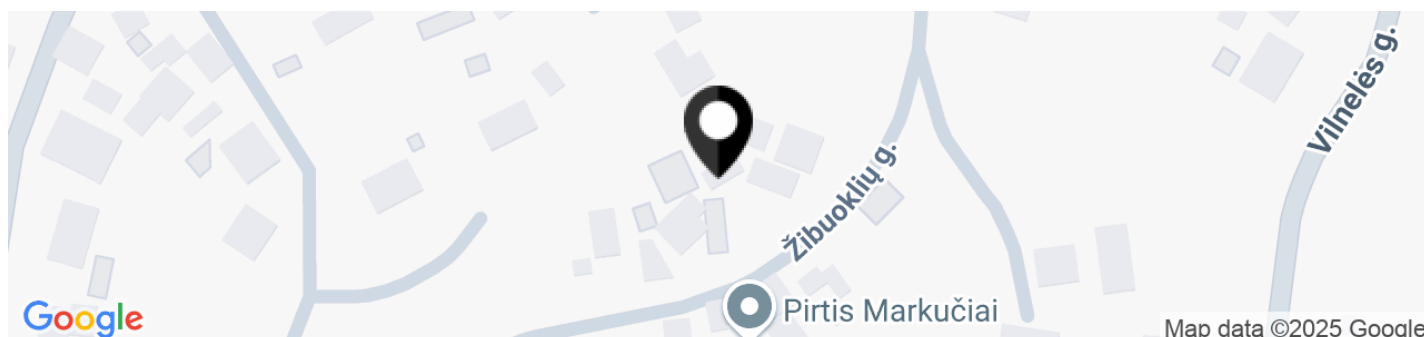 Vilnelės g.
Žibuoklių g.
Pirtis Markučiai
Google
Map data ©2025 Google